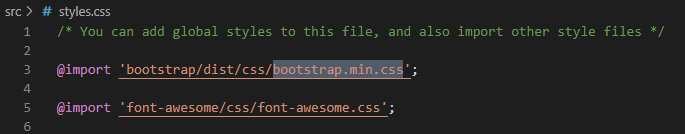 src > # styles.css
1 /* You can add global styles to this file, and also import other style files */
2
3 @import 'bootstrap/dist/css/bootstrap.min.css';
4
5 @import 'font-awesome/css/font-awesome.css';
6